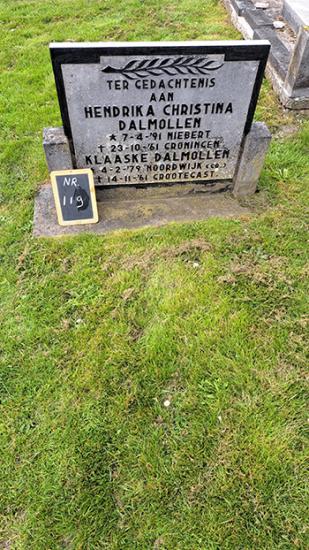 TER GEDACHTENIS
AAN
HENDRIKA CHRISTINA
DALMOLLEN
★ 7-4-'91 NIEBERT
✝ 23-10-'61 GRONINGEN.
KLAASKE DALMOLLEN
4-2-'79 NOORDWIJK (GR.)
✝ 14-11-'61 GROOTEGAST.
NR.
119